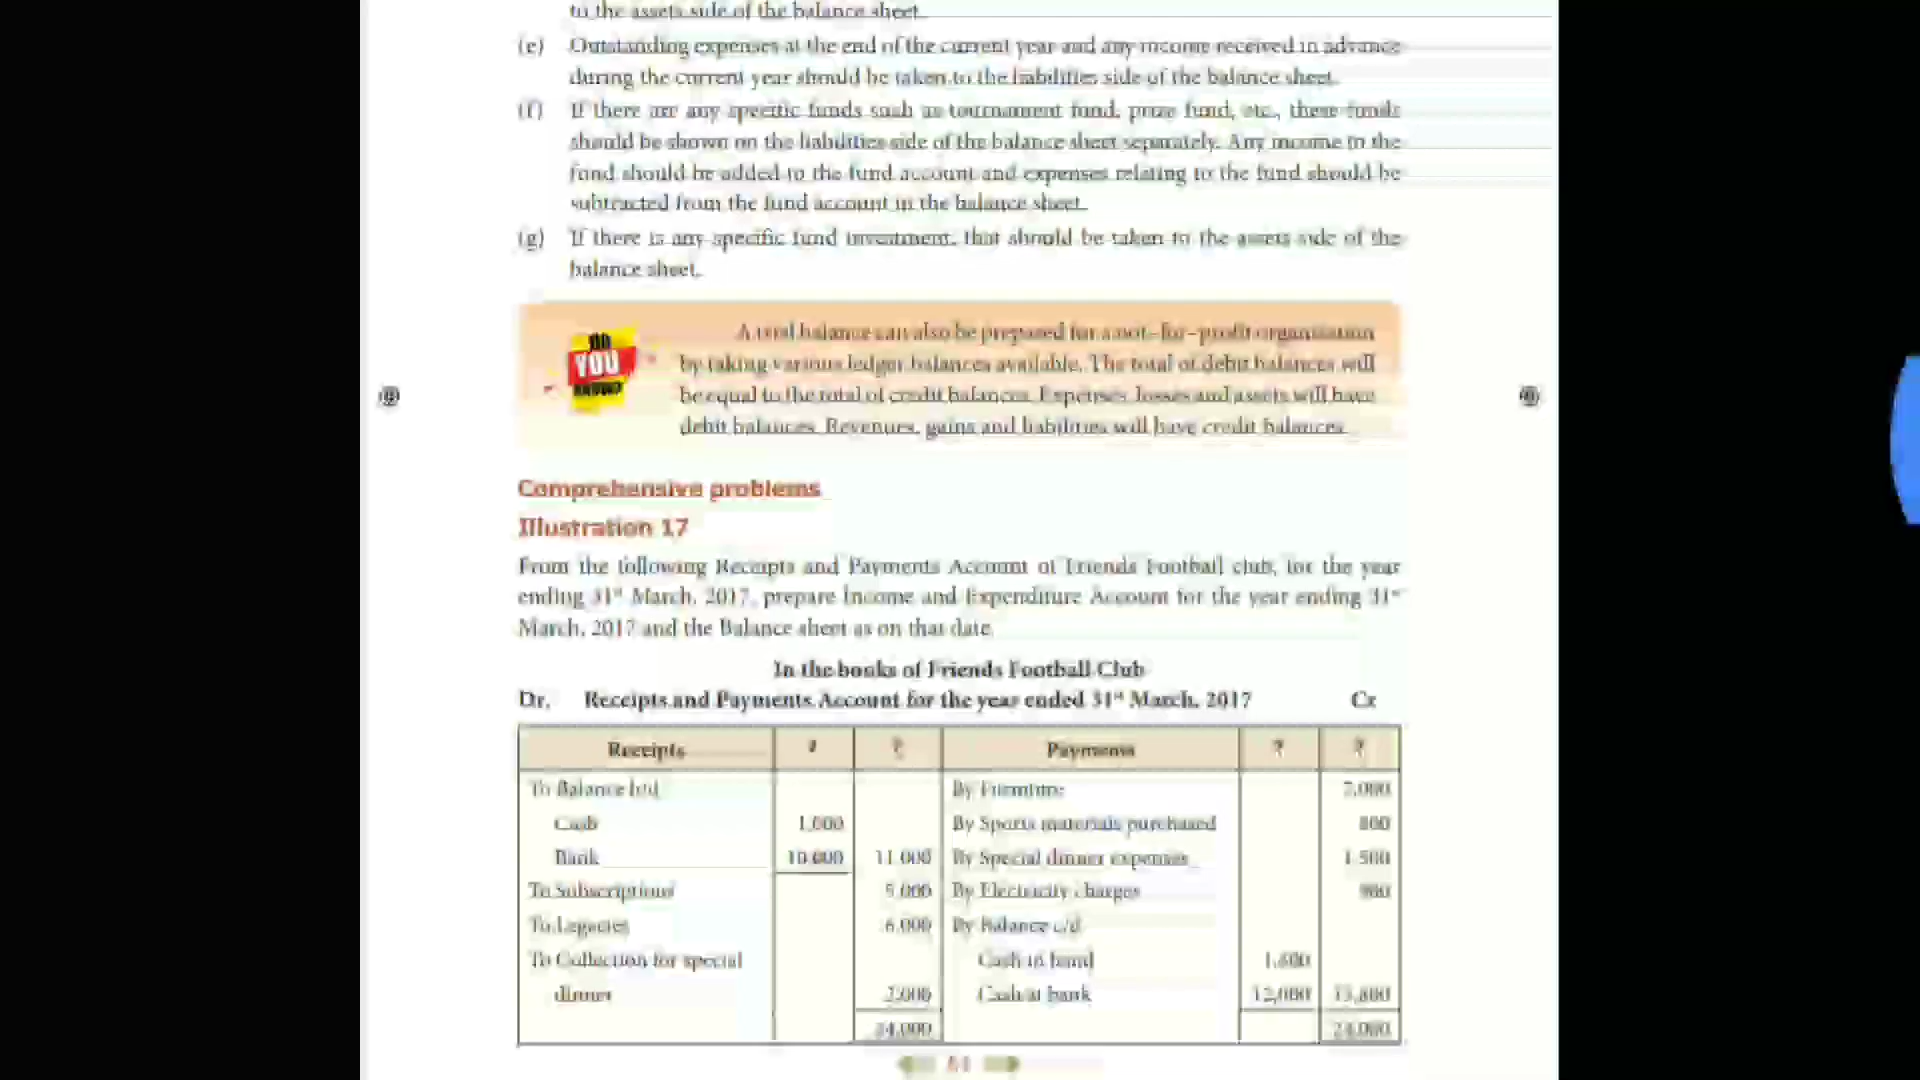 to the assets side of the balance sheet.
(e) Outstanding expenses at the end of the current year and any income received in advance
during the current year should be taken to the liabilities side of the balance sheet.
(f) If there are any specific funds such as tournament fund, prize fund, etc., these funds
should be shown on the liabilities side of the balance sheet separately. Any income to the
fund should be added to the fund account and expenses relating to the fund should be
subtracted from the fund account in the balance sheet.
(g) If there is any specific fund investment, that should be taken to the assets side of the
balance sheet.
DO
YOU
KNOW?
A trial balance can also be prepared for a not–for–profit organisation
by taking various ledger balances available. The total of debit balances will
be equal to the total of credit balances. Expenses, losses and assets will have
debit balances. Revenues, gains and liabilities will have credit balances.
Comprehensive problems
Illustration 17
From the following Receipts and Payments Account of Friends Football club, for the year
ending 31st March, 2017, prepare Income and Expenditure Account for the year ending 31st
March, 2017 and the Balance sheet as on that date.
In the books of Friends Football Club
Dr. Receipts and Payments Account for the year ended 31st March, 2017 Cr
Receipts ₹ ₹ Payments ₹ ₹
To Balance b/d By Furniture 7,000
Cash 1,000 By Sports materials purchased 800
Bank 10,000 11,000 By Special dinner expenses 1,500
To Subscriptions 5,000 By Electricity charges 900
To Legacies 6,000 By Balance c/d
To Collection for special Cash in hand
dinner 2,000 Cash at bank 12,000 13,800
24,000 24,000